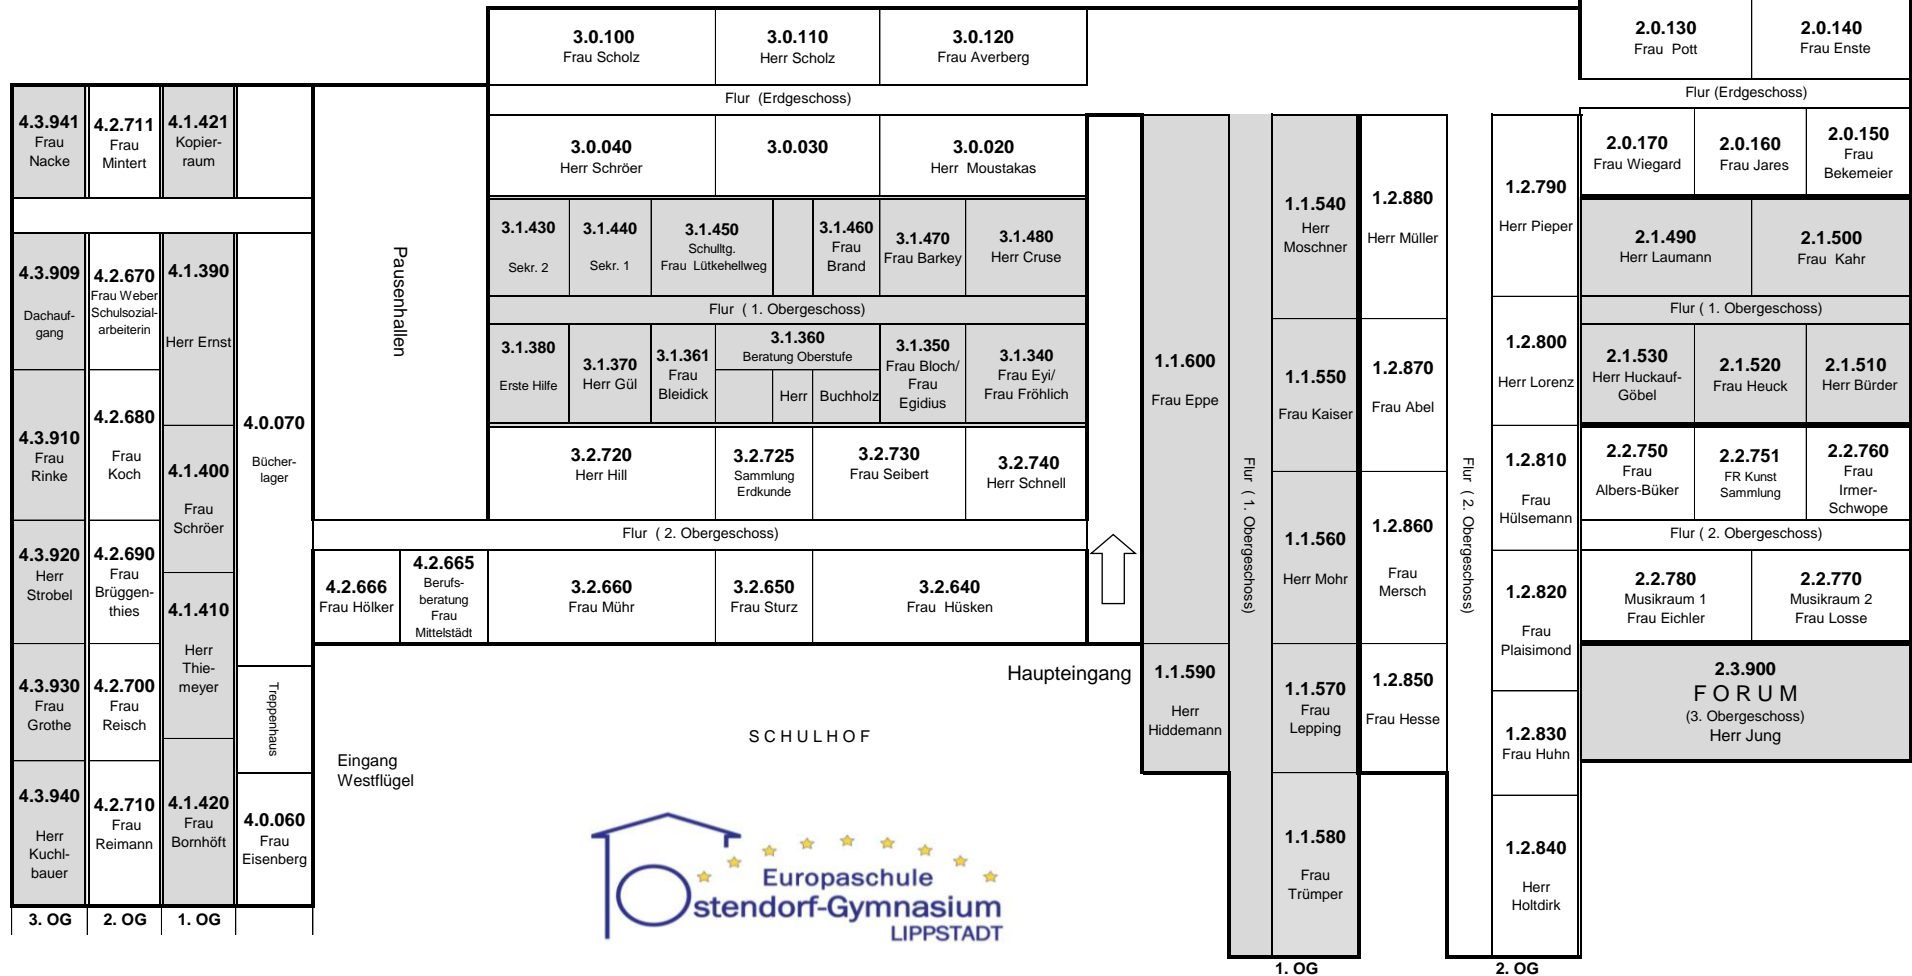 3.0.100
Frau Scholz
3.0.110
Herr Scholz
3.0.120
Frau Averberg
2.0.130
Frau Pott
2.0.140
Frau Enste
Flur (Erdgeschoss)
Flur (Erdgeschoss)
4.3.941
Frau
Nacke
4.2.711
Frau
Mintert
4.1.421
Kopier-
raum
3.0.040
Herr Schröer
3.0.030
3.0.020
Herr Moustakas
2.0.170
Frau Wiegard
2.0.160
Frau Jares
2.0.150
Frau
Bekemeier
4.3.909
Dachauf-
gang
4.2.670
Frau Weber
Schulsozial-
arbeiterin
4.1.390
Herr Ernst
Pausenhallen
3.1.430
Sekr. 2
3.1.440
Sekr. 1
3.1.450
Schulltg.
Frau Lütkehellweg
3.1.460
Frau
Brand
3.1.470
Frau Barkey
3.1.480
Herr Cruse
Flur ( 1. Obergeschoss)
3.1.380
Erste Hilfe
3.1.370
Herr Gül
3.1.361
Frau
Bleidick
3.1.360
Beratung Oberstufe
Herr
Buchholz
3.1.350
Frau Bloch/
Frau
Egidius
3.1.340
Frau Eyi/
Frau Fröhlich
1.1.600
Frau Eppe
Flur ( 1. Obergeschoss)
1.1.540
Herr
Moschner
1.2.880
Herr Müller
1.2.790
Herr Pieper
2.1.490
Herr Laumann
2.1.500
Frau Kahr
Flur ( 1. Obergeschoss)
1.1.550
Frau Kaiser
1.2.870
Frau Abel
1.2.800
Herr Lorenz
2.1.530
Herr Huckauf-
Göbel
2.1.520
Frau Heuck
2.1.510
Herr Bürder
4.3.910
Frau
Rinke
4.2.680
Frau
Koch
4.1.400
Frau
Schröer
4.0.070
Bücher-
lager
3.2.720
Herr Hill
3.2.725
Sammlung
Erdkunde
3.2.730
Frau Seibert
3.2.740
Herr Schnell
Flur ( 2. Obergeschoss)
1.2.810
Frau
Hülsemann
2.2.750
Frau
Albers-Büker
2.2.751
FR Kunst
Sammlung
2.2.760
Frau
Irmer-
Schwope
Flur ( 2. Obergeschoss)
Flur ( 2. Obergeschoss)
4.3.920
Herr
Strobel
4.2.690
Frau
Brüggen-
thies
4.1.410
Herr
Thie-
meyer
4.2.666
Frau Hölker
4.2.665
Berufs-
beratung
Frau
Mittelstädt
3.2.660
Frau Mühr
3.2.650
Frau Sturz
3.2.640
Frau Hüsken
1.1.560
Herr Mohr
1.2.860
Frau
Mersch
1.2.820
Frau
Plaisimond
2.2.780
Musikraum 1
Frau Eichler
2.2.770
Musikraum 2
Frau Losse
4.3.930
Frau
Grothe
4.2.700
Frau
Reisch
Treppenhaus
Haupteingang
1.1.590
Herr
Hiddemann
1.1.570
Frau
Lepping
1.2.850
Frau Hesse
1.2.830
Frau Huhn
2.3.900
FORUM
(3. Obergeschoss)
Herr Jung
SCHULHOF
Eingang
Westflügel
4.3.940
Herr
Kuchl-
bauer
4.2.710
Frau
Reimann
4.1.420
Frau
Bornhöft
4.0.060
Frau
Eisenberg
1.1.580
Frau
Trümper
1.2.840
Herr
Holtdirk
Europaschule
Ostendorf-Gymnasium
LIPPSTADT
3. OG
2. OG
1. OG
1. OG
2. OG